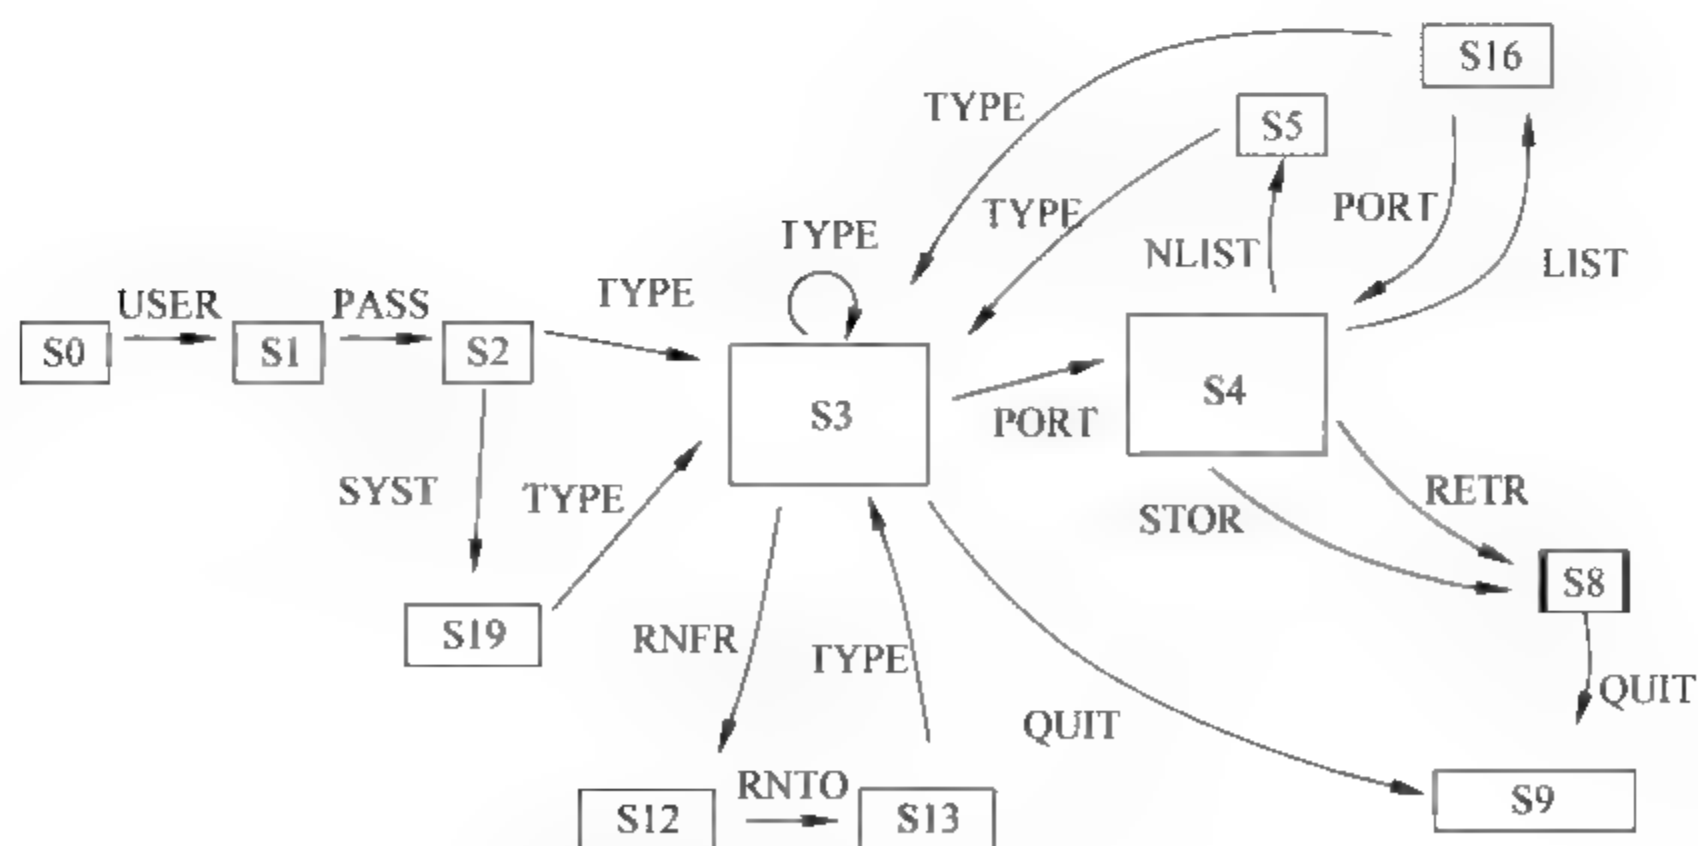 S16
TYPE
S5
TYPE
PORT
TYPE
NLIST
LIST
USER
PASS
TYPE
S0
S1
S2
S3
S4
PORT
SYST
TYPE
RETR
STOR
S8
S19
RNFR
TYPE
QUIT
QUIT
RNTO
S12
S13
S9